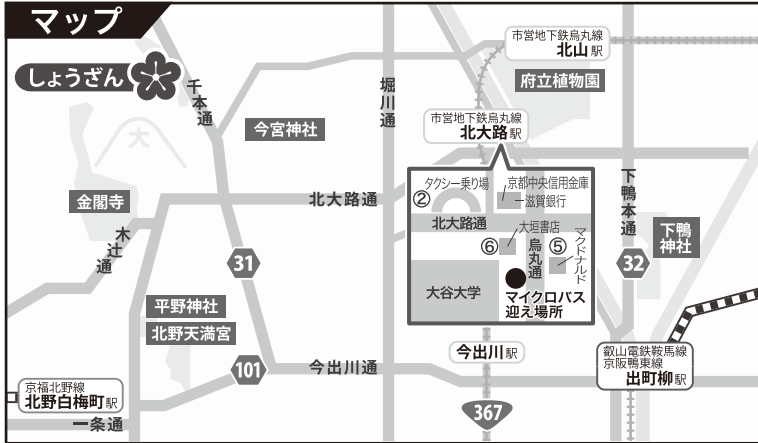 マップ
しょうざん
千本通
堀川通
市営地下鉄烏丸線
北山駅
府立植物園
今宮神社
市営地下鉄烏丸線
北大路駅
大
金閣寺
木辻通
北大路通
②
タクシー乗り場
京都中央信用金庫
滋賀銀行
北大路通
大垣書店
⑥
烏丸通
⑤
マクドナルド
大谷大学
マイクロバス
迎え場所
下鴨本通
下鴨
神社
31
32
平野神社
北野天満宮
101
今出川通
今出川駅
叡山電鉄鞍馬線
京阪鴨東線
出町柳駅
京福北野線
北野白梅町駅
一条通
367